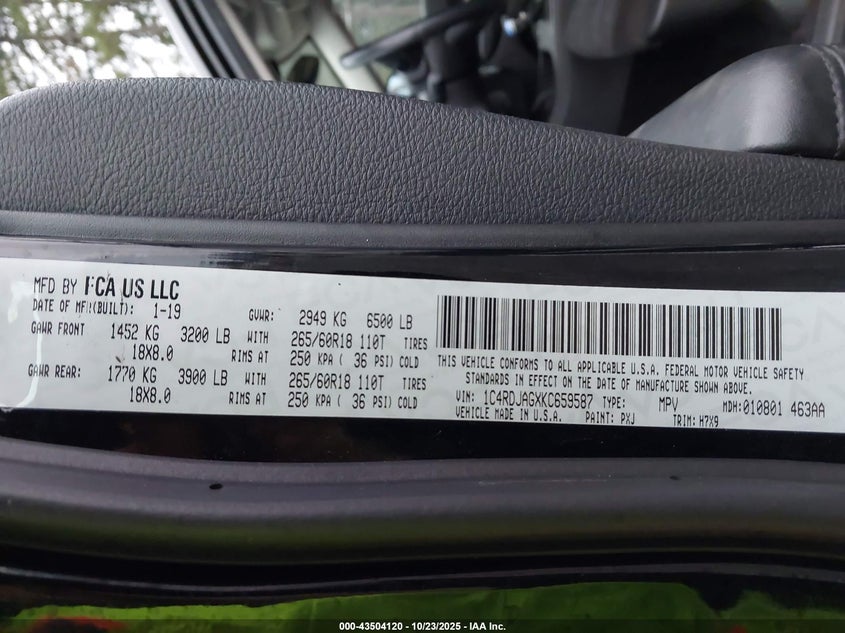 MFD BY FCA US LLC
DATE OF MFR(BUILT): 1-19 GVWR: 2949 KG 6500 LB
GAWR FRONT 1452 KG 3200 LB WITH 265/60R18 110T TIRES
18X8.0 RIMS AT 250 KPA ( 36 PSI) COLD
GAWR REAR: 1770 KG 3900 LB WITH 265/60R18 110T TIRES
18X8.0 RIMS AT 250 KPA ( 36 PSI) COLD
THIS VEHICLE CONFORMS TO ALL APPLICABLE U.S.A. FEDERAL MOTOR VEHICLE SAFETY
STANDARDS IN EFFECT ON THE DATE OF MANUFACTURE SHOWN ABOVE.
VIN: 1C4RDJAGXKC659587 TYPE: MPV MDH: 010801 463AA
VEHICLE MADE IN U.S.A. PAINT: PXJ TRIM: H7X9
000-43504120 - 10/23/2025 - IAA Inc.